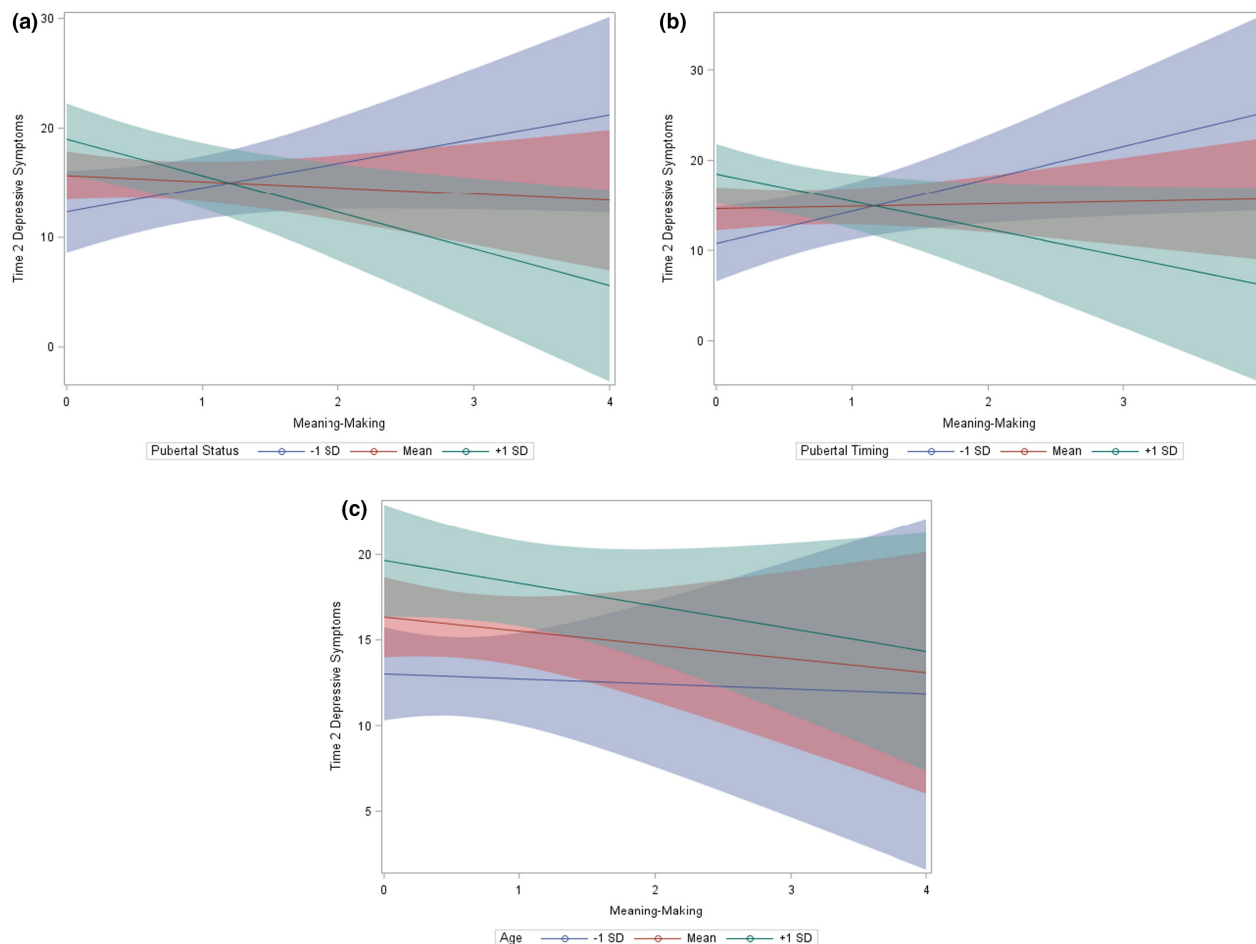 (a)
Time 2 Depressive Symptoms
30
20
10
0
0 1 2 3 4
Meaning-Making
Pubertal Status -1 SD Mean +1 SD
(b)
Time 2 Depressive Symptoms
30
20
10
0
0 1 2 3
Meaning-Making
Pubertal Timing -1 SD Mean +1 SD
(c)
Time 2 Depressive Symptoms
20
15
10
5
0 1 2 3 4
Meaning-Making
Age -1 SD Mean +1 SD